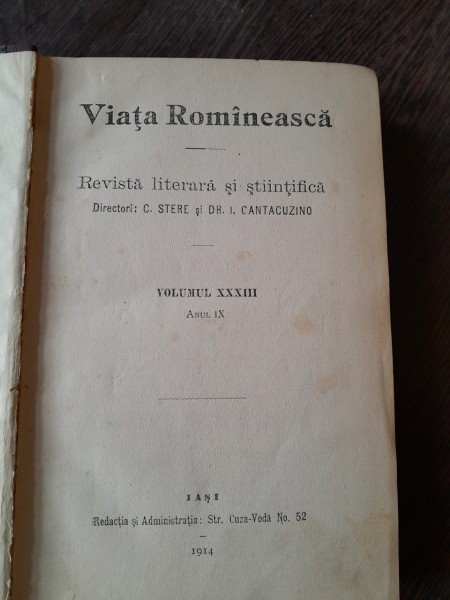 Viaţa Romînească
Revistă literară şi ştiinţifică
Directori: C. STERE şi DR. I. CANTACUZINO
VOLUMUL XXXIII
ANUL IX
IAŞI
Redacţia şi Administraţia: Str. Cuza-Vodă No. 52
1914